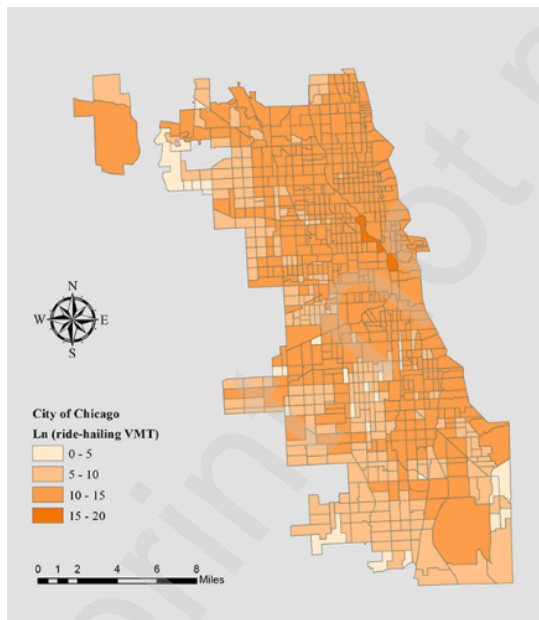 N
W E
S
City of Chicago
Ln (ride-hailing VMT)
0 - 5
5 - 10
10 - 15
15 - 20
0 1 2 4 6 8
Miles